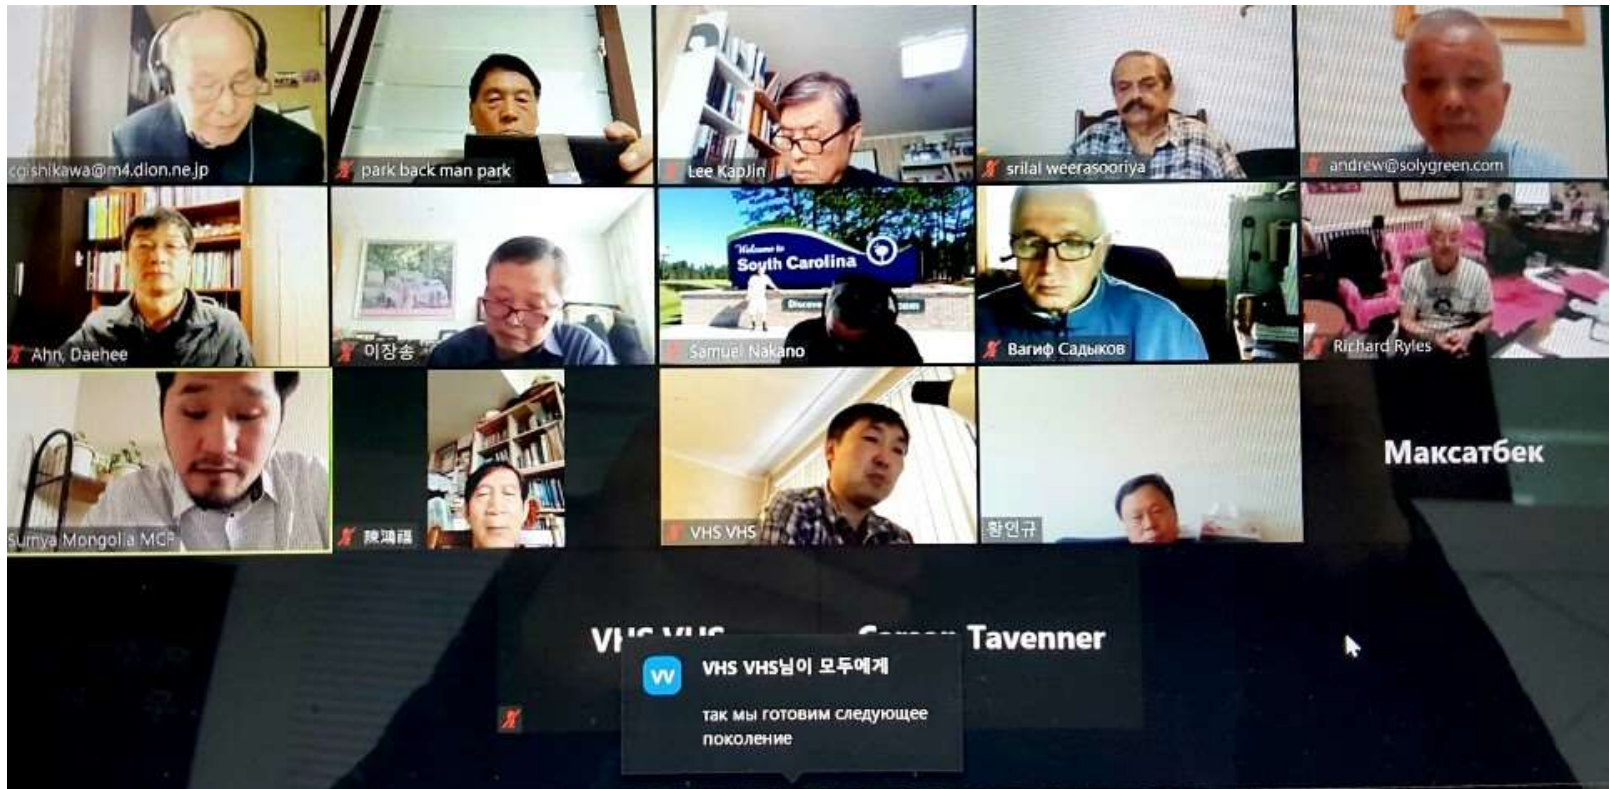 cgishikawa@m4.dion.ne.jp
park back man park
Lee KapJin
srilal weerasooriya
andrew@solygreen.com
Ahn, Daehee
이장송
Welcome to
South Carolina
Samuel Nakano
Вагиф Садыков
Richard Ryles
Sumya Mongolia MCP
陳鴻福
VHS VHS
황인규
Максатбек
VHS VHS
Tavenner
VV
VHS VHS님이 모두에게
так мы готовим следующее
поколение